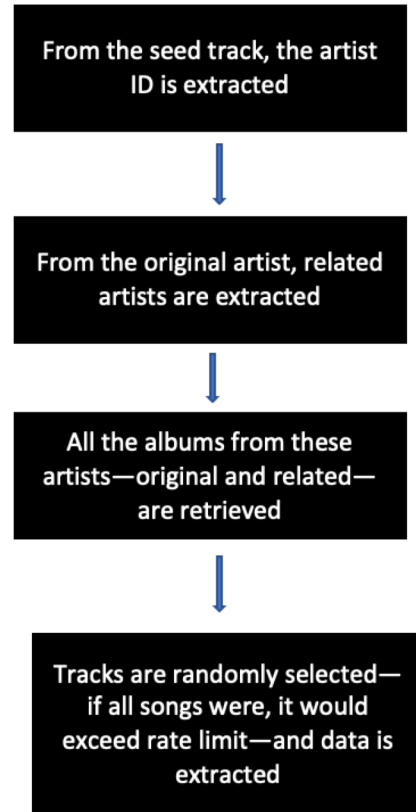 From the seed track, the artist
ID is extracted
From the original artist, related
artists are extracted
All the albums from these
artists—original and related—
are retrieved
Tracks are randomly selected—
if all songs were, it would
exceed rate limit—and data is
extracted